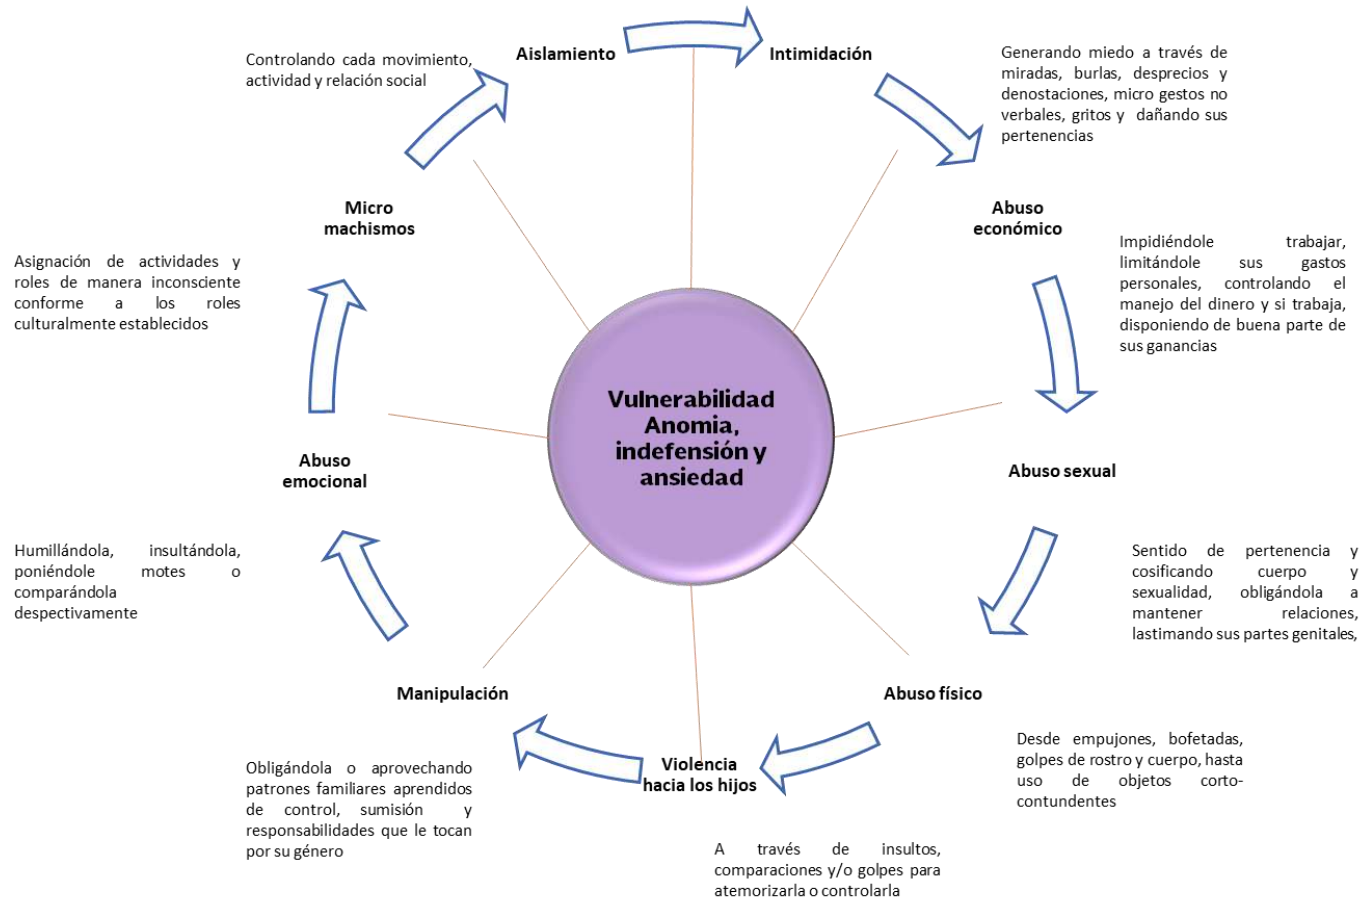 Aislamiento
Controlando cada movimiento,
actividad y relación social
Intimidación
Generando miedo a través de
miradas, burlas, desprecios y
denostaciones, micro gestos no
verbales, gritos y dañando sus
pertenencias
Abuso
económico
Impidiéndole trabajar,
limitándole sus gastos
personales, controlando el
manejo del dinero y si trabaja,
disponiendo de buena parte de
sus ganancias
Abuso sexual
Sentido de pertenencia y
cosificando cuerpo y
sexualidad, obligándola a
mantener relaciones,
lastimando sus partes genitales,
Abuso físico
Desde empujones, bofetadas,
golpes de rostro y cuerpo, hasta
uso de objetos corto-
contundentes
Violencia
hacia los hijos
A través de insultos,
comparaciones y/o golpes para
atemorizarla o controlarla
Manipulación
Obligándola o aprovechando
patrones familiares aprendidos
de control, sumisión y
responsabilidades que le tocan
por su género
Abuso
emocional
Humillándola, insultándola,
poniéndole motes o
comparándola
despectivamente
Micro
machismos
Asignación de actividades y
roles de manera inconsciente
conforme a los roles
culturalmente establecidos
Vulnerabilidad
Anomia,
indefensión y
ansiedad